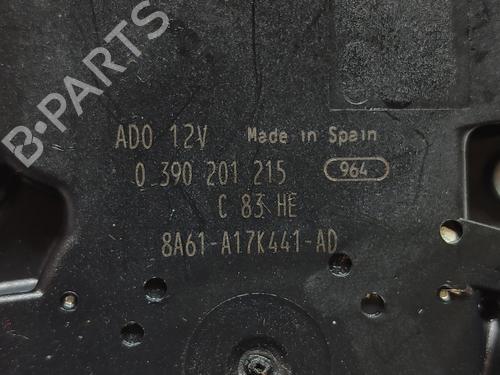 B-PARTS
ADO 12V Made in Spain
0 390 201 215 964
C 83 HE
8A61-A17K441-AD